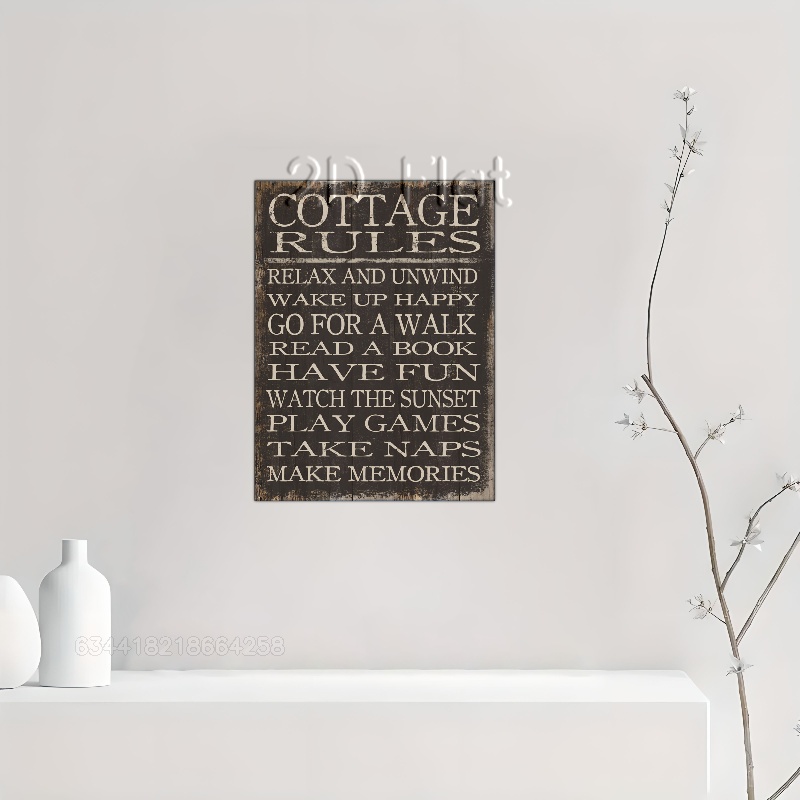 2D Flat
COTTAGE
RULES
RELAX AND UNWIND
WAKE UP HAPPY
GO FOR A WALK
READ A BOOK
HAVE FUN
WATCH THE SUNSET
PLAY GAMES
TAKE NAPS
MAKE MEMORIES
634418218664258